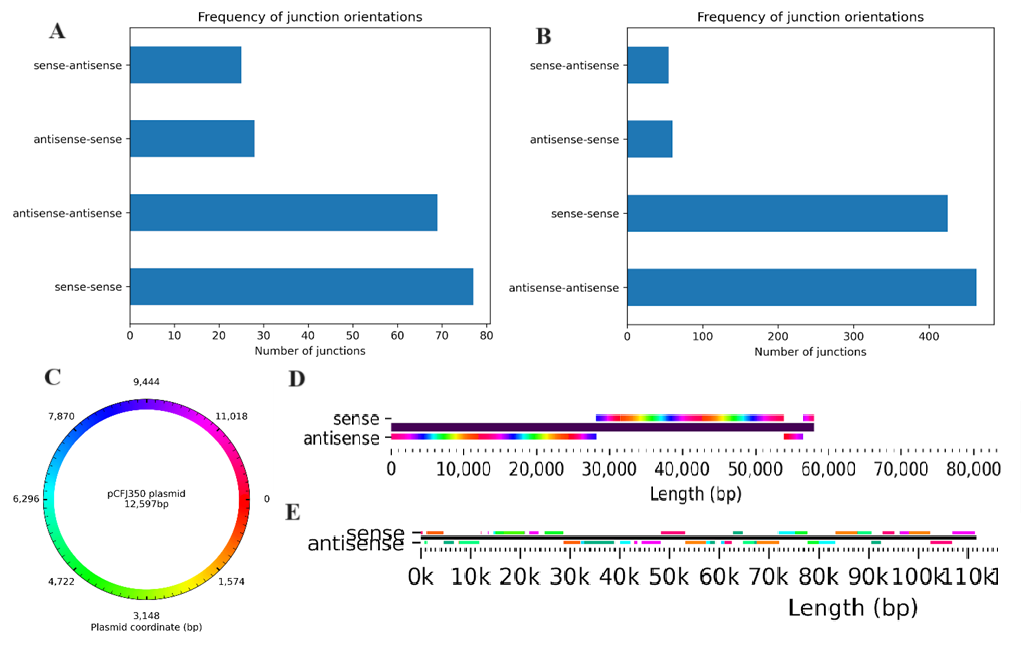 A
Frequency of junction orientations
sense-antisense
antisense-sense
antisense-antisense
sense-sense
0 10 20 30 40 50 60 70 80
Number of junctions
B
Frequency of junction orientations
sense-antisense
antisense-sense
sense-sense
antisense-antisense
0 100 200 300 400
Number of junctions
C
9,444
7,870 11,018
6,296 pCFJ350 plasmid 0
12,597bp
4,722 1,574
3,148
Plasmid coordinate (bp)
D
sense
antisense
0 10,000 20,000 30,000 40,000 50,000 60,000 70,000 80,000
Length (bp)
E
sense
antisense
0k 10k 20k 30k 40k 50k 60k 70k 80k 90k 100k 110k 1
Length (bp)